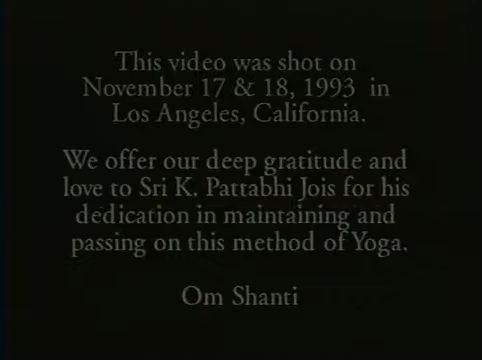 This video was shot on
November 17 & 18, 1993 in
Los Angeles, California.
We offer our deep gratitude and
love to Sri K. Pattabhi Jois for his
dedication in maintaining and
passing on this method of Yoga.
Om Shanti